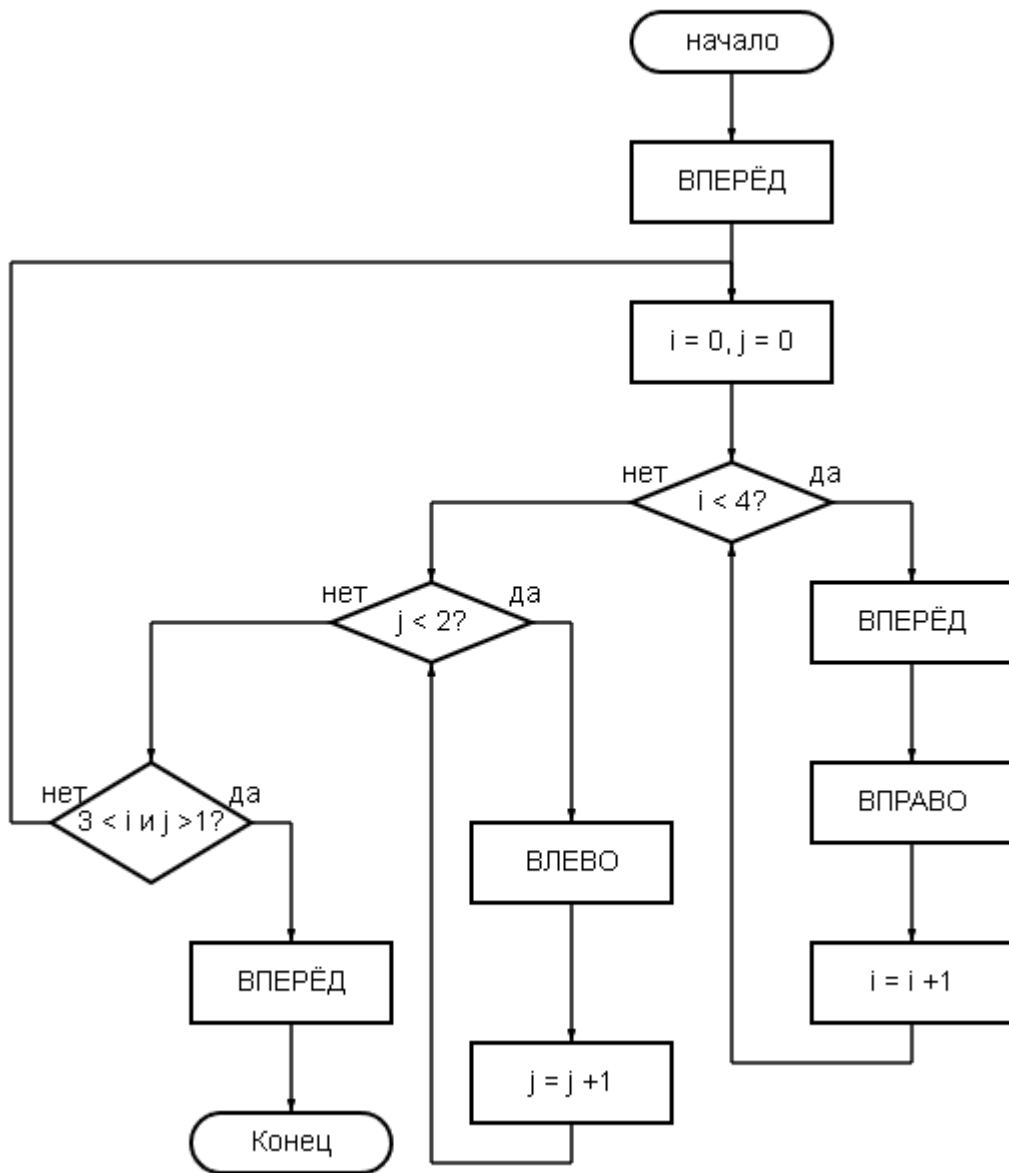 начало
ВПЕРЁД
i = 0, j = 0
нет
i < 4?
да
нет
j < 2?
да
ВПЕРЁД
ВПРАВО
нет
3 < i и j >1?
да
ВЛЕВО
ВПЕРЁД
i = i +1
j = j +1
Конец